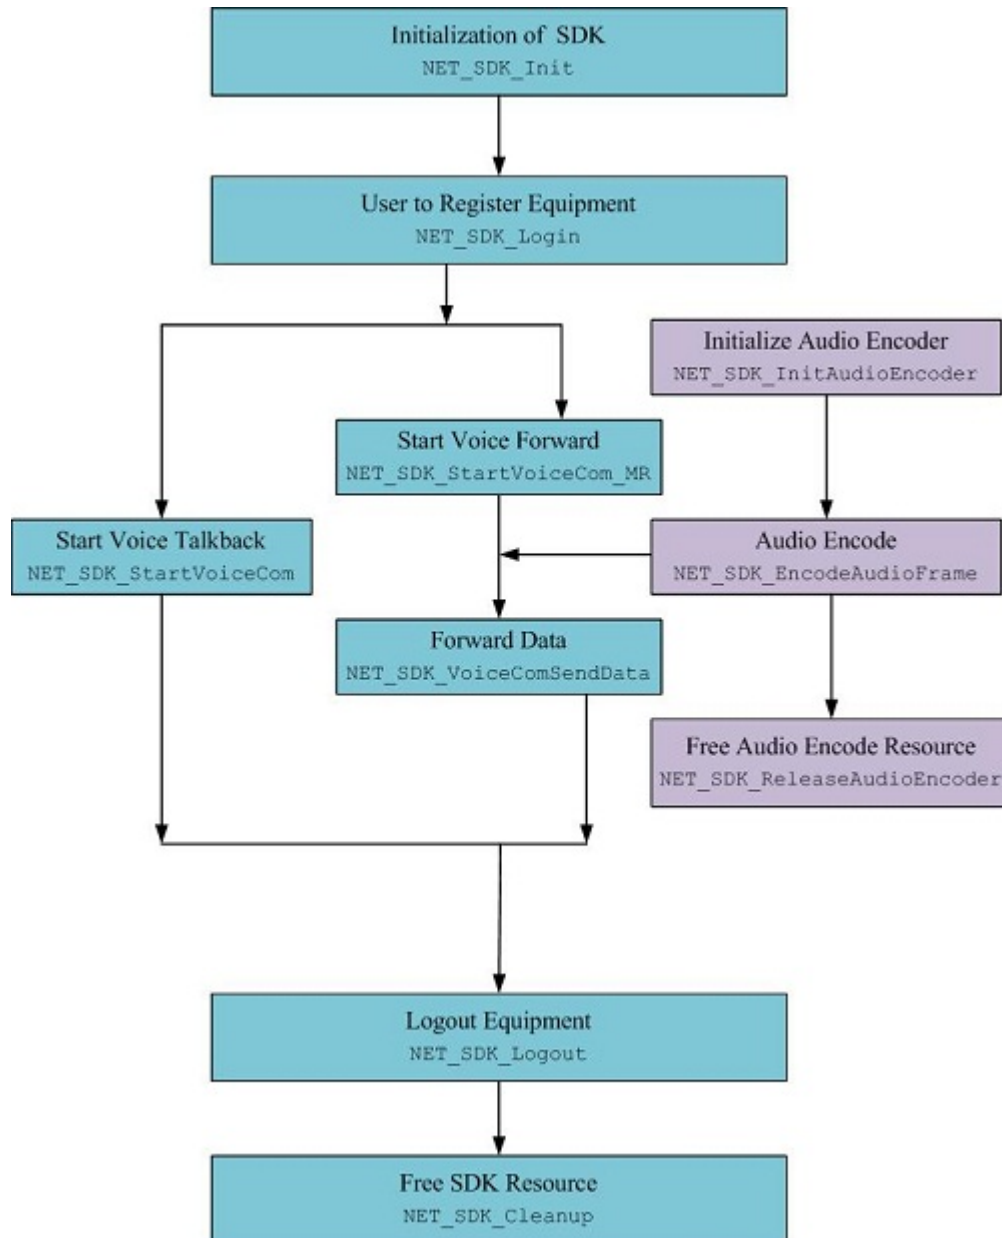 Initialization of SDK
NET_SDK_Init
User to Register Equipment
NET_SDK_Login
Initialize Audio Encoder
NET_SDK_InitAudioEncoder
Start Voice Forward
NET_SDK_StartVoiceCom_MR
Start Voice Talkback
NET_SDK_StartVoiceCom
Audio Encode
NET_SDK_EncodeAudioFrame
Forward Data
NET_SDK_VoiceComSendData
Free Audio Encode Resource
NET_SDK_ReleaseAudioEncoder
Logout Equipment
NET_SDK_Logout
Free SDK Resource
NET_SDK_Cleanup